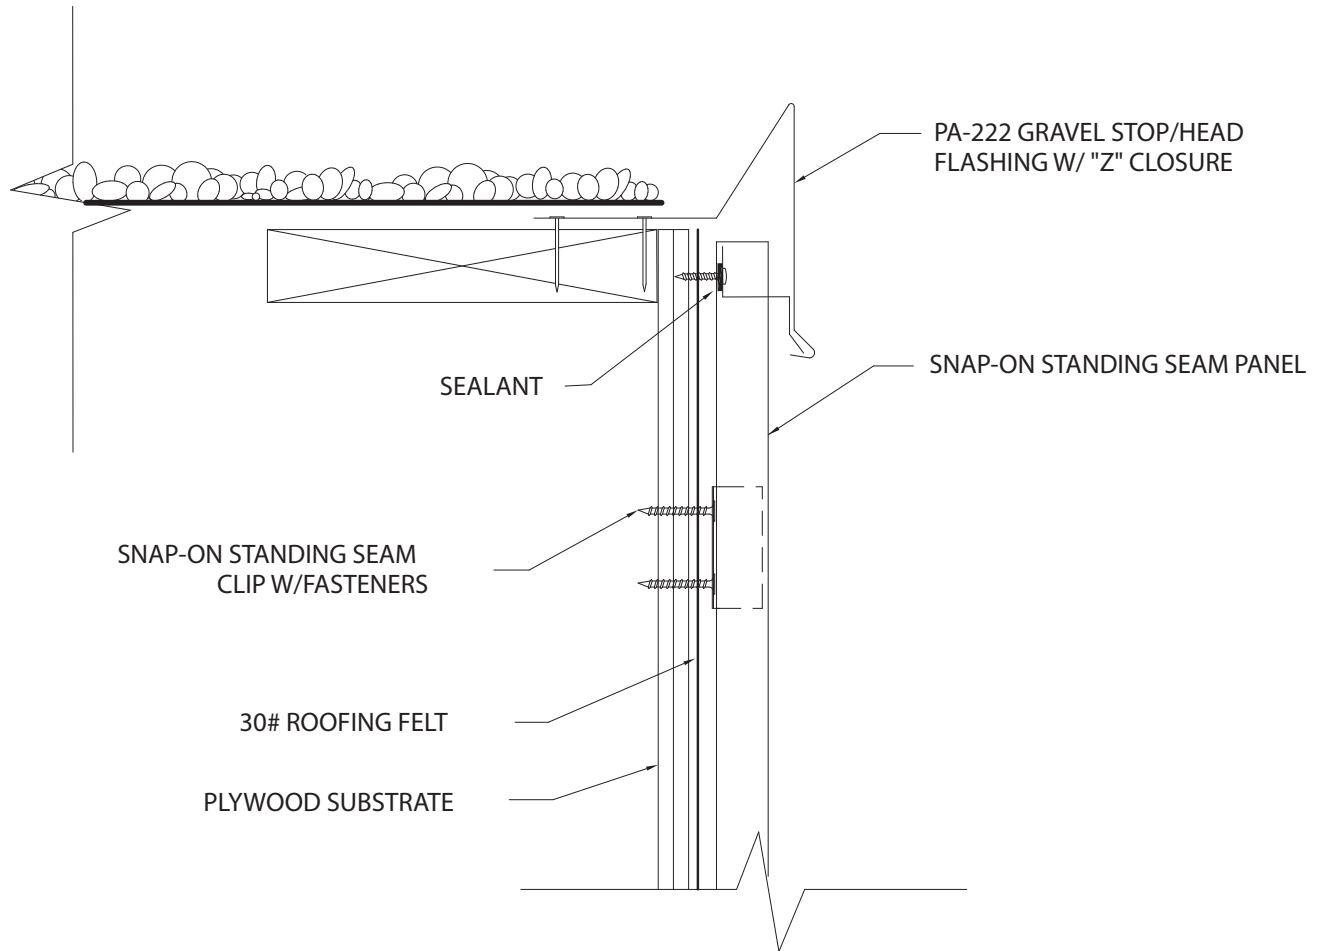 PA-222 GRAVEL STOP/HEAD
FLASHING W/ "Z" CLOSURE
SNAP-ON STANDING SEAM PANEL
SEALANT
SNAP-ON STANDING SEAM
CLIP W/FASTENERS
30# ROOFING FELT
PLYWOOD SUBSTRATE